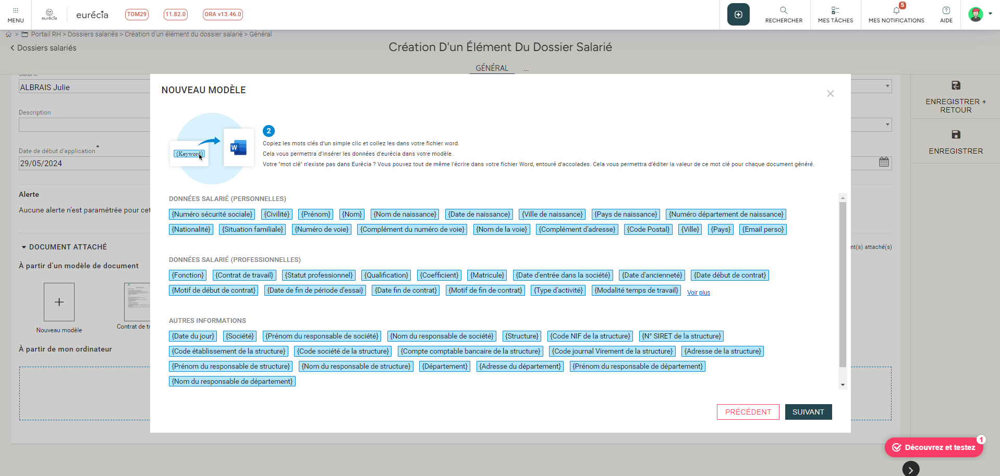 MENU
eurécia
eurécia
TOM29
11.82.0
ORA v13.46.0
RECHERCHER
MES TÂCHES
5
MES NOTIFICATIONS
AIDE
> Portail RH > Dossiers salariés > Création d'un élément du dossier salarié > Général
Dossiers salariés
Création D'un Élément Du Dossier Salarié
GÉNÉRAL
...
Salarié
ALBRAIS Julie
Description
Date de début d'application *
29/05/2024
Alerte
Aucune alerte n'est paramétrée pour cet
DOCUMENT ATTACHÉ
nt(s) attaché(s)
À partir d'un modèle de document
Nouveau modèle
Contrat de tr
À partir de mon ordinateur
ENREGISTRER +
RETOUR
ENREGISTRER
NOUVEAU MODÈLE
{Keyword}
W
2
Copiez les mots clés d'un simple clic et collez les dans votre fichier word.
Cela vous permettra d'insérer les données d'eurécia dans votre modèle.
Votre "mot clé" n'existe pas dans Eurécia ? Vous pouvez tout de même l'écrire dans votre fichier Word, entouré d'accolades. Cela vous permettra d'éditer la valeur de ce mot clé pour chaque document généré.
DONNÉES SALARIÉ (PERSONNELLES)
{Numéro sécurité sociale} {Civilité} {Prénom} {Nom} {Nom de naissance} {Date de naissance} {Ville de naissance} {Pays de naissance} {Numéro département de naissance}
{Nationalité} {Situation familiale} {Numéro de voie} {Complément du numéro de voie} {Nom de la voie} {Complément d'adresse} {Code Postal} {Ville} {Pays} {Email perso}
DONNÉES SALARIÉ (PROFESSIONNELLES)
{Fonction} {Contrat de travail} {Statut professionnel} {Qualification} {Coefficient} {Matricule} {Date d'entrée dans la société} {Date d'ancienneté} {Date début de contrat}
{Motif de début de contrat} {Date de fin de période d'essai} {Date fin de contrat} {Motif de fin de contrat} {Type d'activité} {Modalité temps de travail} Voir plus
AUTRES INFORMATIONS
{Date du jour} {Société} {Prénom du responsable de société} {Nom du responsable de société} {Structure} {Code NIF de la structure} {N° SIRET de la structure}
{Code établissement de la structure} {Code société de la structure} {Compte comptable bancaire de la structure} {Code journal Virement de la structure} {Adresse de la structure}
{Prénom du responsable de structure} {Nom du responsable de structure} {Département} {Adresse du département} {Prénom du responsable de département}
{Nom du responsable de département}
PRÉCÉDENT
SUIVANT
Découvrez et testez
1